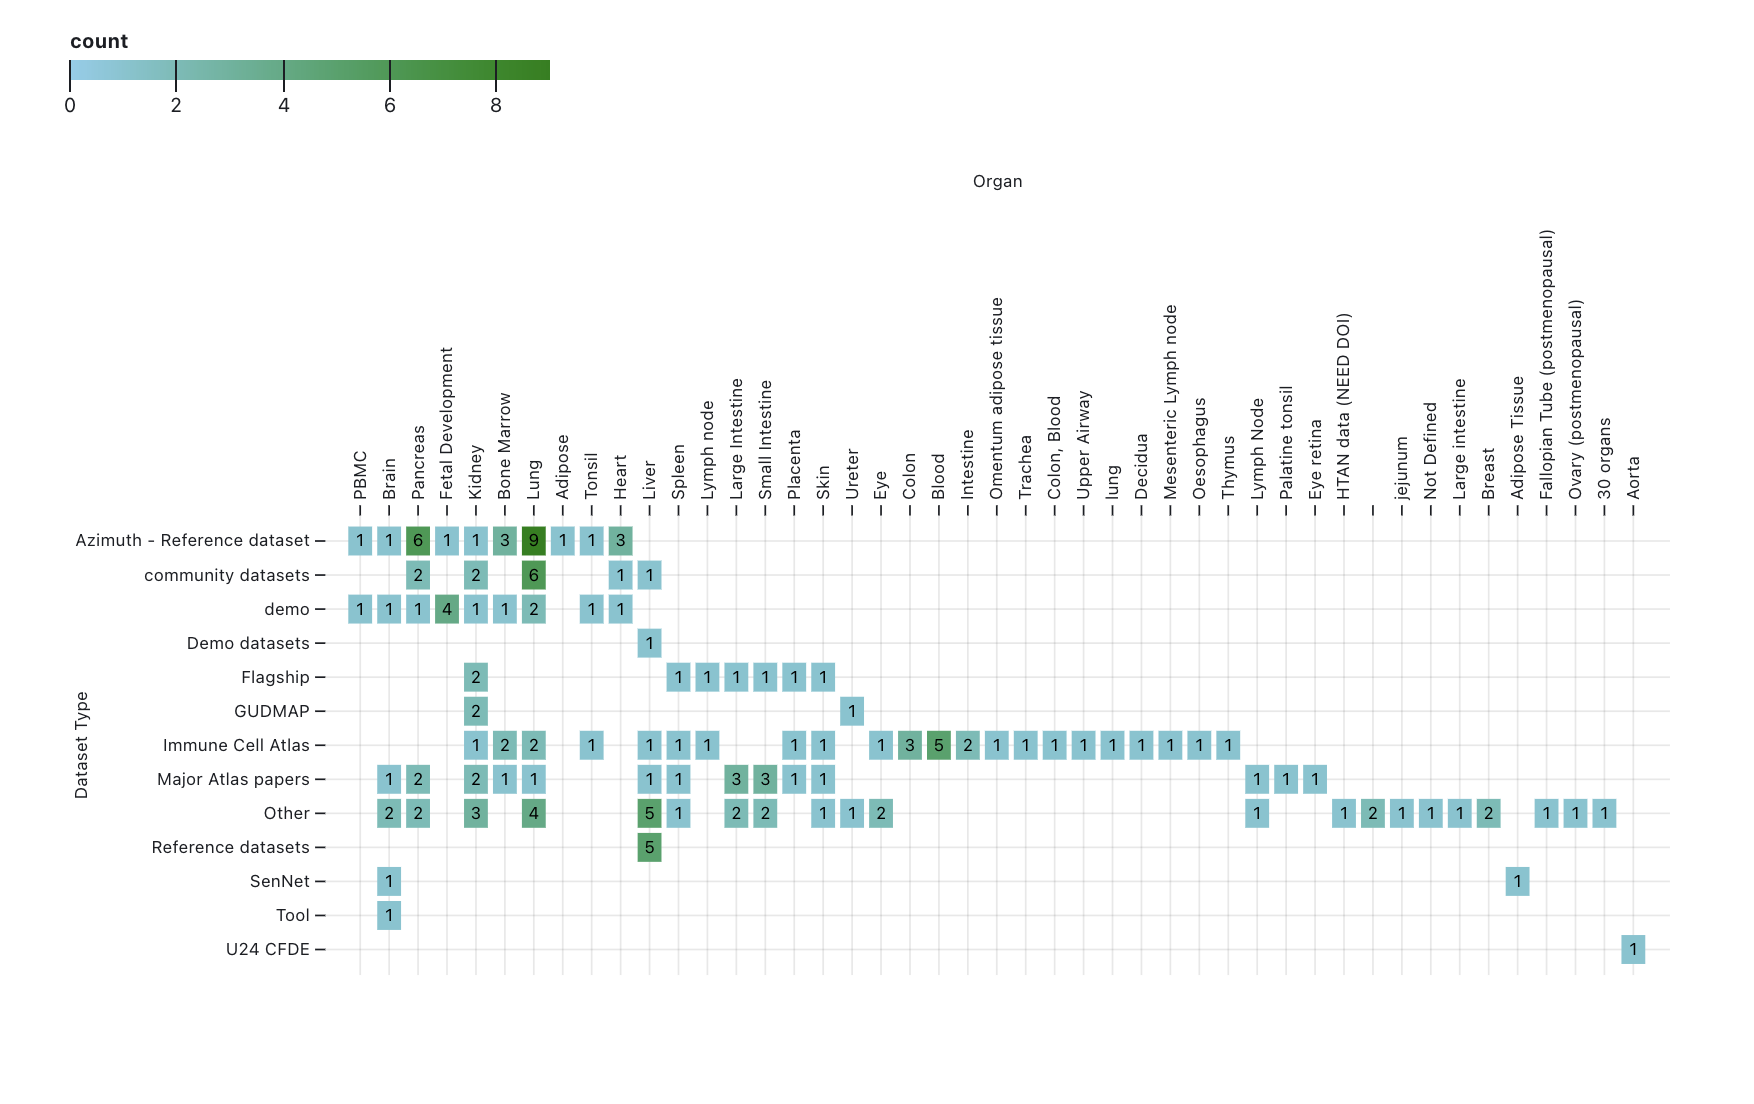 count
0 2 4 6 8
Organ
PBMC
Brain
Pancreas
Fetal Development
Kidney
Bone Marrow
Lung
Adipose
Tonsil
Heart
Liver
Spleen
Lymph node
Large Intestine
Small Intestine
Placenta
Skin
Ureter
Eye
Colon
Blood
Intestine
Omentum adipose tissue
Trachea
Colon, Blood
Upper Airway
lung
Decidua
Mesenteric Lymph node
Oesophagus
Thymus
Lymph Node
Palatine tonsil
Eye retina
HTAN data (NEED DOI)
jejunum
Not Defined
Large intestine
Breast
Adipose Tissue
Fallopian Tube (postmenopausal)
Ovary (postmenopausal)
30 organs
Aorta
Dataset Type
Azimuth - Reference dataset 1 1 6 1 1 3 9 1 1 3
community datasets 2 2 6 1 1
demo 1 1 1 4 1 1 2 1 1
Demo datasets 1
Flagship 2 1 1 1 1 1 1
GUDMAP 2 1
Immune Cell Atlas 1 2 2 1 1 1 1 1 1 1 3 5 2 1 1 1 1 1 1 1 1 1
Major Atlas papers 1 2 2 1 1 1 1 3 3 1 1 1 1 1
Other 2 2 3 4 5 1 2 2 1 1 2 1 1 2 1 1 1 2 1 1 1
Reference datasets 5
SenNet 1 1
Tool 1
U24 CFDE 1